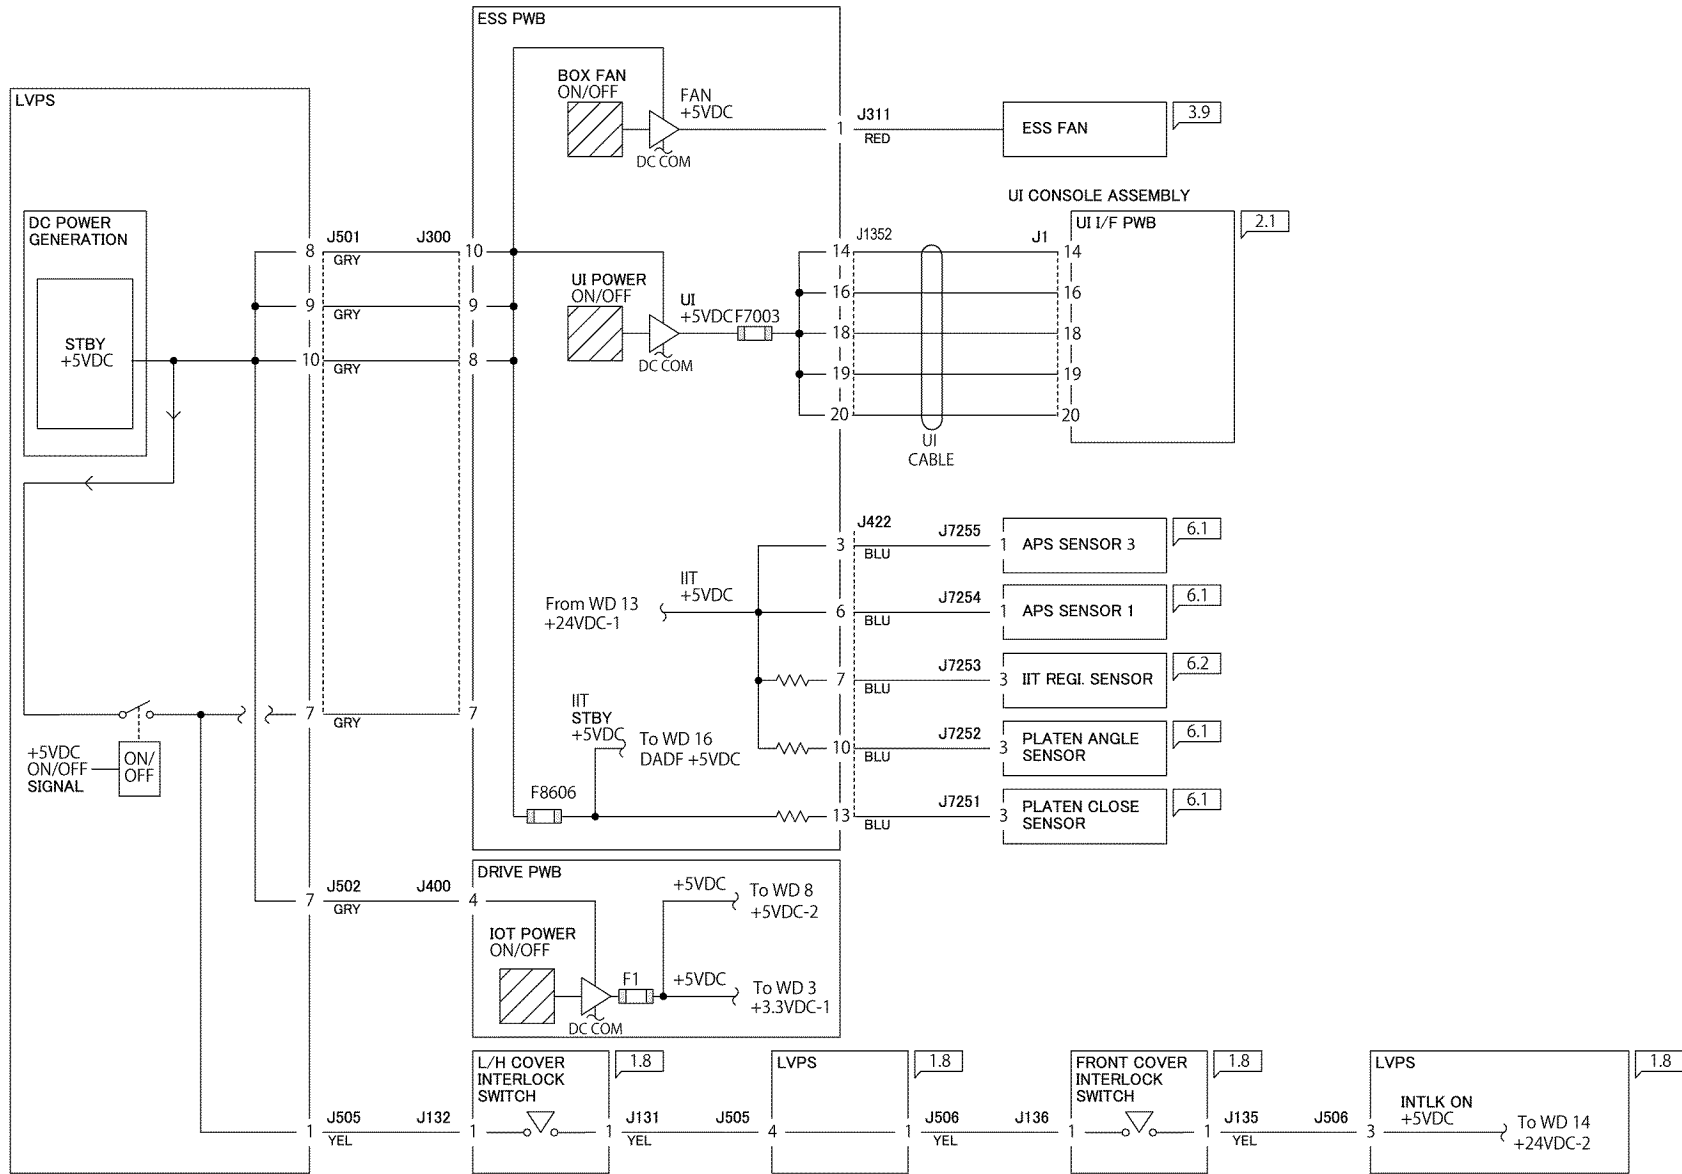 ESS PWB
LVPS
BOX FAN
ON/OFF
FAN
+5VDC
DC COM
1
J311
RED
ESS FAN
3.9
UI CONSOLE ASSEMBLY
DC POWER
GENERATION
STBY
+5VDC
UI I/F PWB
2.1
8
J501
GRY
J300
10
9
GRY
9
10
GRY
8
UI POWER
ON/OFF
UI
+5VDC
F7003
DC COM
14
J1352
J1
14
16
16
18
18
19
19
20
20
UI
CABLE
J422
3
BLU
J7255
1
APS SENSOR 3
6.1
From WD 13
+24VDC-1
IIT
+5VDC
6
BLU
J7254
1
APS SENSOR 1
6.1
7
BLU
J7253
3
IIT REGI. SENSOR
6.2
10
BLU
J7252
3
PLATEN ANGLE
SENSOR
6.1
13
BLU
J7251
3
PLATEN CLOSE
SENSOR
6.1
7
GRY
7
IIT
STBY
+5VDC
To WD 16
DADF +5VDC
F8606
+5VDC
ON/OFF
SIGNAL
ON/
OFF
DRIVE PWB
7
J502
GRY
J400
4
IOT POWER
ON/OFF
DC COM
F1
+5VDC
To WD 8
+5VDC-2
+5VDC
To WD 3
+3.3VDC-1
L/H COVER
INTERLOCK
SWITCH
1.8
LVPS
1.8
FRONT COVER
INTERLOCK
SWITCH
1.8
LVPS
1.8
1
J505
YEL
J132
1
1
J131
YEL
J505
4
1
J506
YEL
J136
1
1
J135
YEL
J506
3
INTLK ON
+5VDC
To WD 14
+24VDC-2